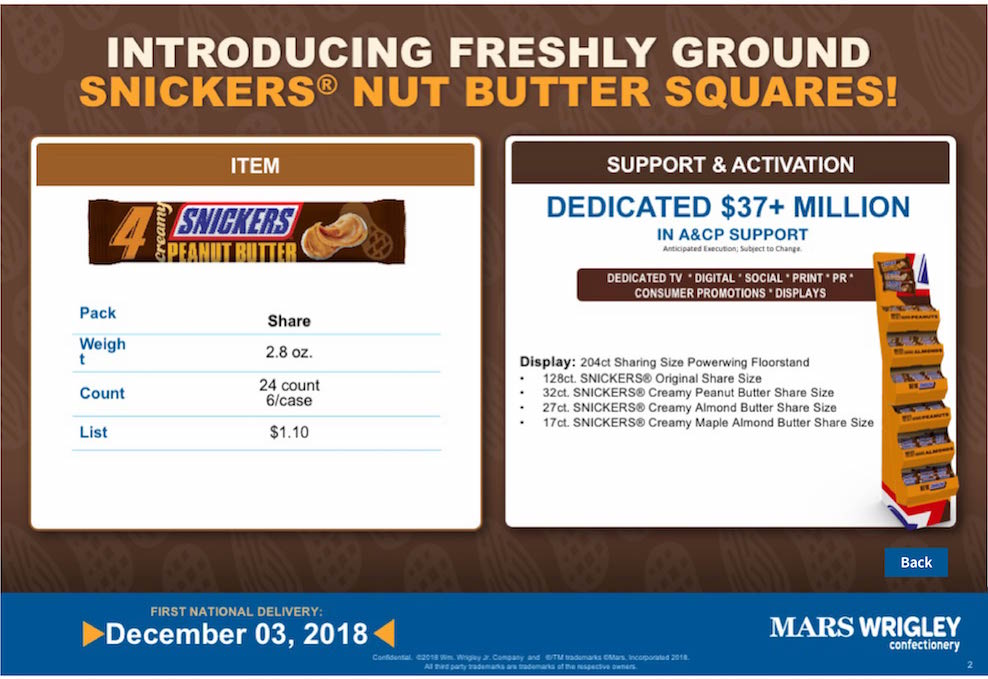 INTRODUCING FRESHLY GROUND
SNICKERS® NUT BUTTER SQUARES!
ITEM
4 creamy SNICKERS
PEANUT BUTTER
Pack Share
Weigh
t 2.8 oz.
Count 24 count
6/case
List $1.10
SUPPORT & ACTIVATION
DEDICATED $37+ MILLION
IN A&CP SUPPORT
Anticipated Execution; Subject to Change.
DEDICATED TV * DIGITAL * SOCIAL * PRINT * PR *
CONSUMER PROMOTIONS * DISPLAYS
Display: 204ct Sharing Size Powerwing Floorstand
• 128ct. SNICKERS® Original Share Size
• 32ct. SNICKERS® Creamy Peanut Butter Share Size
• 27ct. SNICKERS® Creamy Almond Butter Share Size
• 17ct. SNICKERS® Creamy Maple Almond Butter Share Size
Back
FIRST NATIONAL DELIVERY:
December 03, 2018
MARS WRIGLEY
confectionery
Confidential. ©2018 Wm. Wrigley Jr. Company and ®/TM trademarks ©Mars, Incorporated 2018.
All third party trademarks are trademarks of the respective owners.
2